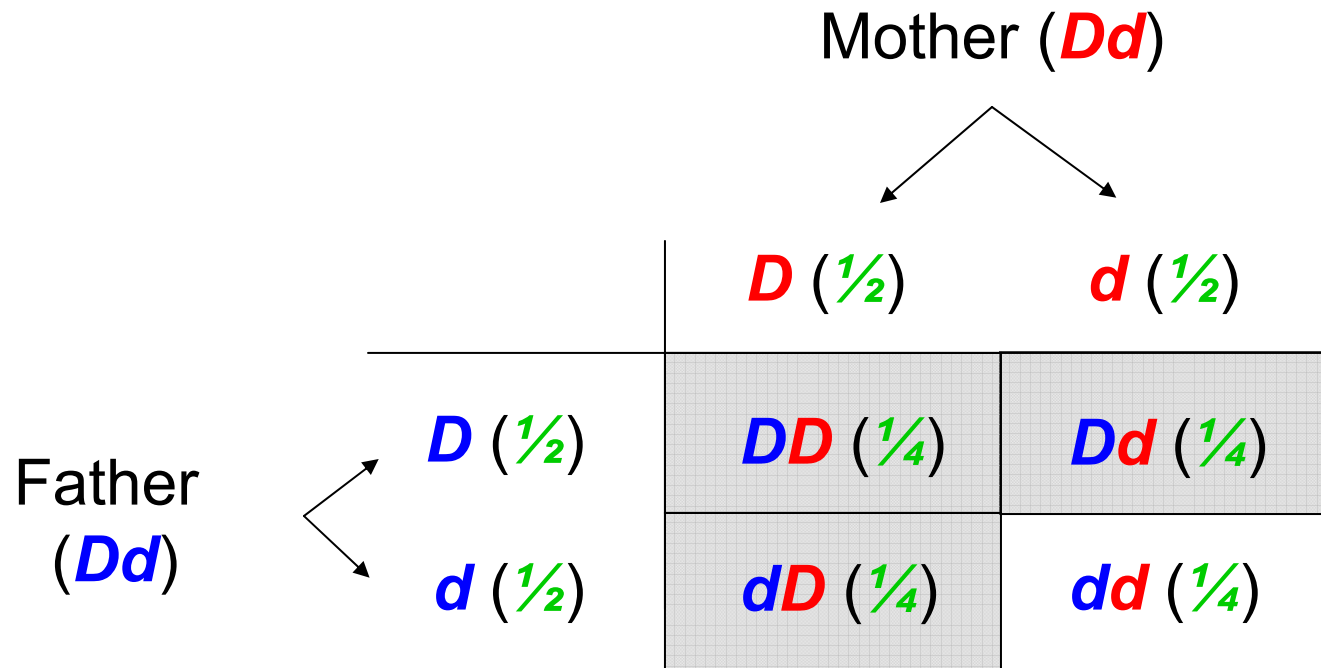 Mother (Dd)
D (½) d (½)
D (½) DD (¼) Dd (¼)
Father
(Dd)
d (½) dD (¼) dd (¼)